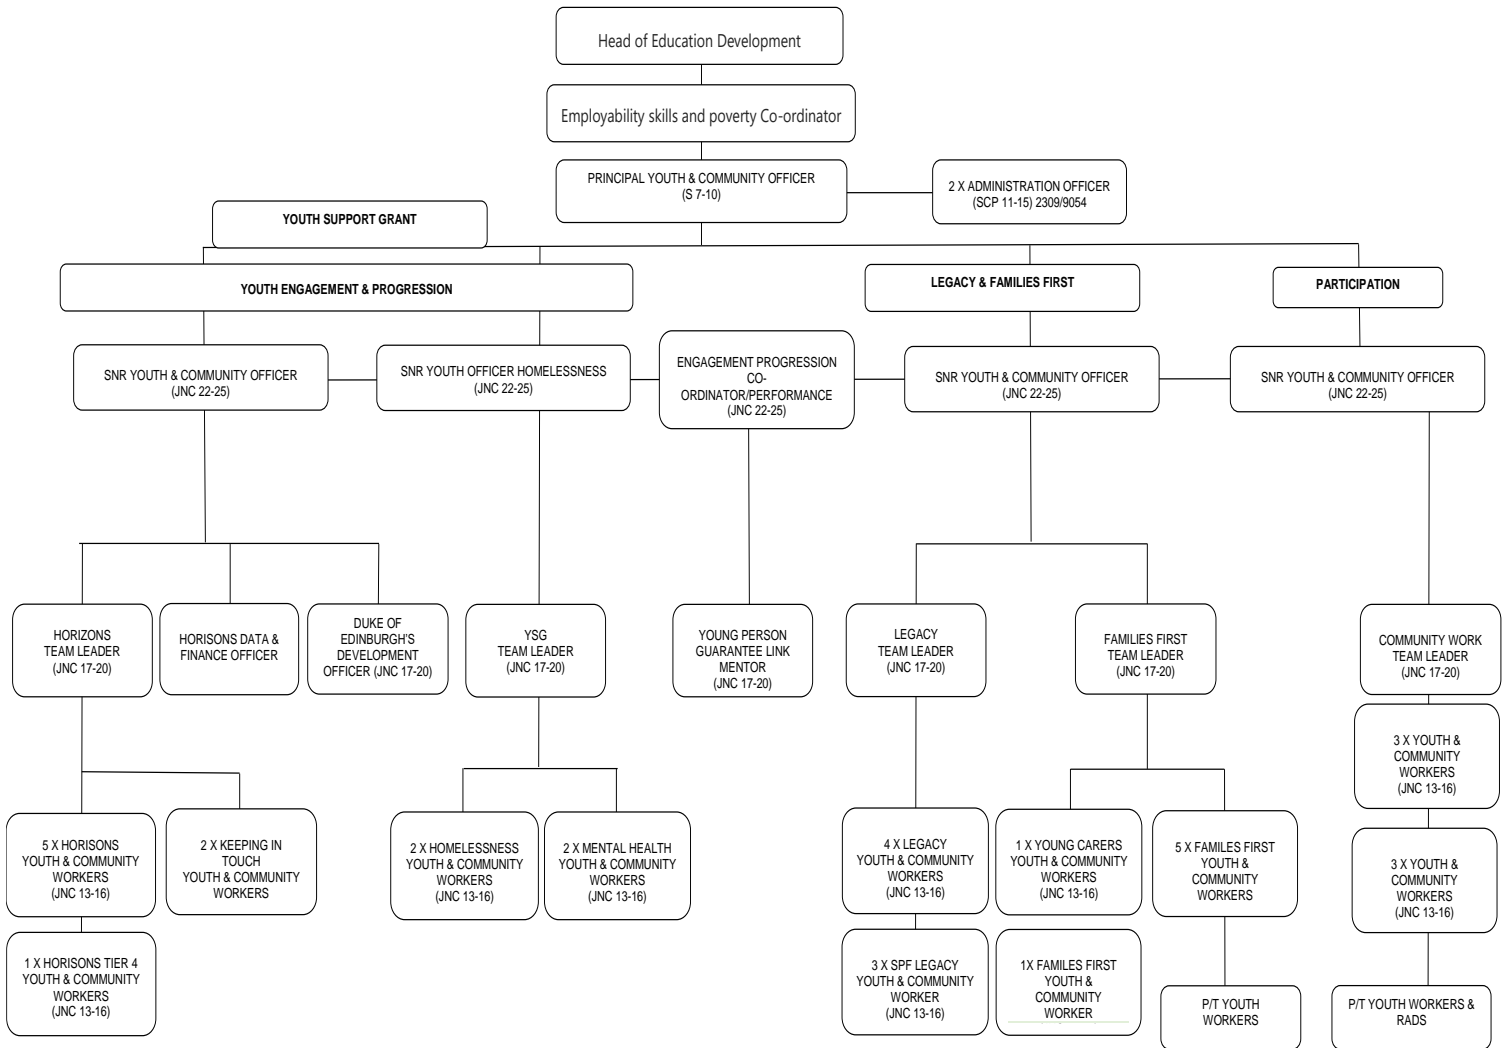 Head of Education Development
Employability skills and poverty Co-ordinator
PRINCIPAL YOUTH & COMMUNITY OFFICER
(S 7-10)
2 X ADMINISTRATION OFFICER
(SCP 11-15) 2309/9054
YOUTH SUPPORT GRANT
YOUTH ENGAGEMENT & PROGRESSION
LEGACY & FAMILIES FIRST
PARTICIPATION
SNR YOUTH & COMMUNITY OFFICER
(JNC 22-25)
SNR YOUTH OFFICER HOMELESSNESS
(JNC 22-25)
ENGAGEMENT PROGRESSION
CO-
ORDINATOR/PERFORMANCE
(JNC 22-25)
SNR YOUTH & COMMUNITY OFFICER
(JNC 22-25)
SNR YOUTH & COMMUNITY OFFICER
(JNC 22-25)
HORIZONS
TEAM LEADER
(JNC 17-20)
HORISONS DATA &
FINANCE OFFICER
DUKE OF
EDINBURGH'S
DEVELOPMENT
OFFICER (JNC 17-20)
YSG
TEAM LEADER
(JNC 17-20)
YOUNG PERSON
GUARANTEE LINK
MENTOR
(JNC 17-20)
LEGACY
TEAM LEADER
(JNC 17-20)
FAMILIES FIRST
TEAM LEADER
(JNC 17-20)
COMMUNITY WORK
TEAM LEADER
(JNC 17-20)
3 X YOUTH &
COMMUNITY
WORKERS
(JNC 13-16)
5 X HORISONS
YOUTH & COMMUNITY
WORKERS
(JNC 13-16)
2 X KEEPING IN
TOUCH
YOUTH & COMMUNITY
WORKERS
2 X HOMELESSNESS
YOUTH & COMMUNITY
WORKERS
(JNC 13-16)
2 X MENTAL HEALTH
YOUTH & COMMUNITY
WORKERS
(JNC 13-16)
4 X LEGACY
YOUTH & COMMUNITY
WORKERS
(JNC 13-16)
1 X YOUNG CARERS
YOUTH & COMMUNITY
WORKERS
(JNC 13-16)
5 X FAMILES FIRST
YOUTH &
COMMUNITY
WORKERS
3 X YOUTH &
COMMUNITY
WORKERS
(JNC 13-16)
1 X HORISONS TIER 4
YOUTH & COMMUNITY
WORKERS
(JNC 13-16)
3 X SPF LEGACY
YOUTH & COMMUNITY
WORKER
(JNC 13-16)
1X FAMILES FIRST
YOUTH &
COMMUNITY
WORKER
P/T YOUTH
WORKERS
P/T YOUTH WORKERS &
RADS